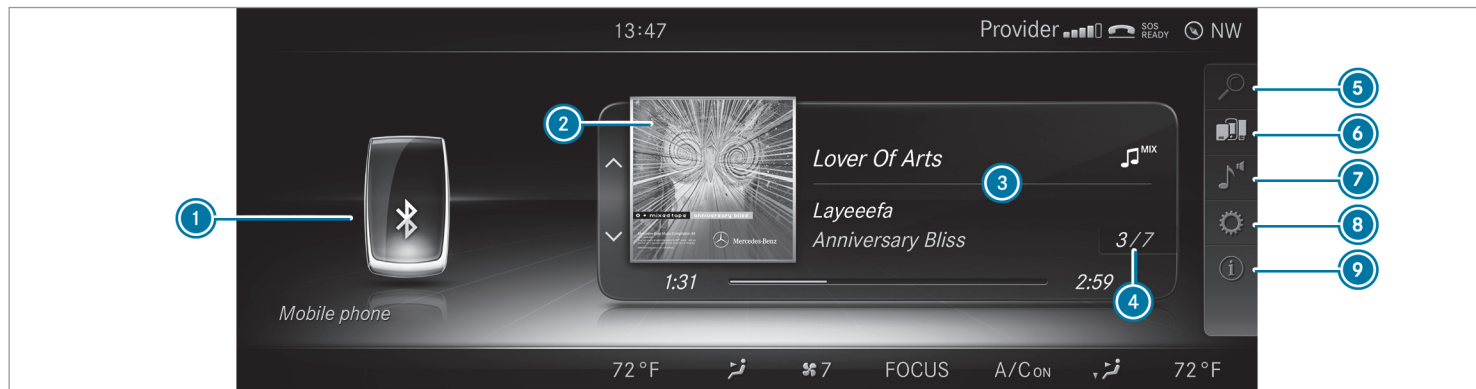 13:47 Provider SOS READY NW
5
6
2
MIX
Lover Of Arts
3
7
1
Layeeefa
D • mixed tape anniversary bliss
8
Mercedes-Benz
Anniversary Bliss 3/7
9
1:31 2:59
4
Mobile phone
72°F 7 FOCUS A/C ON 72°F